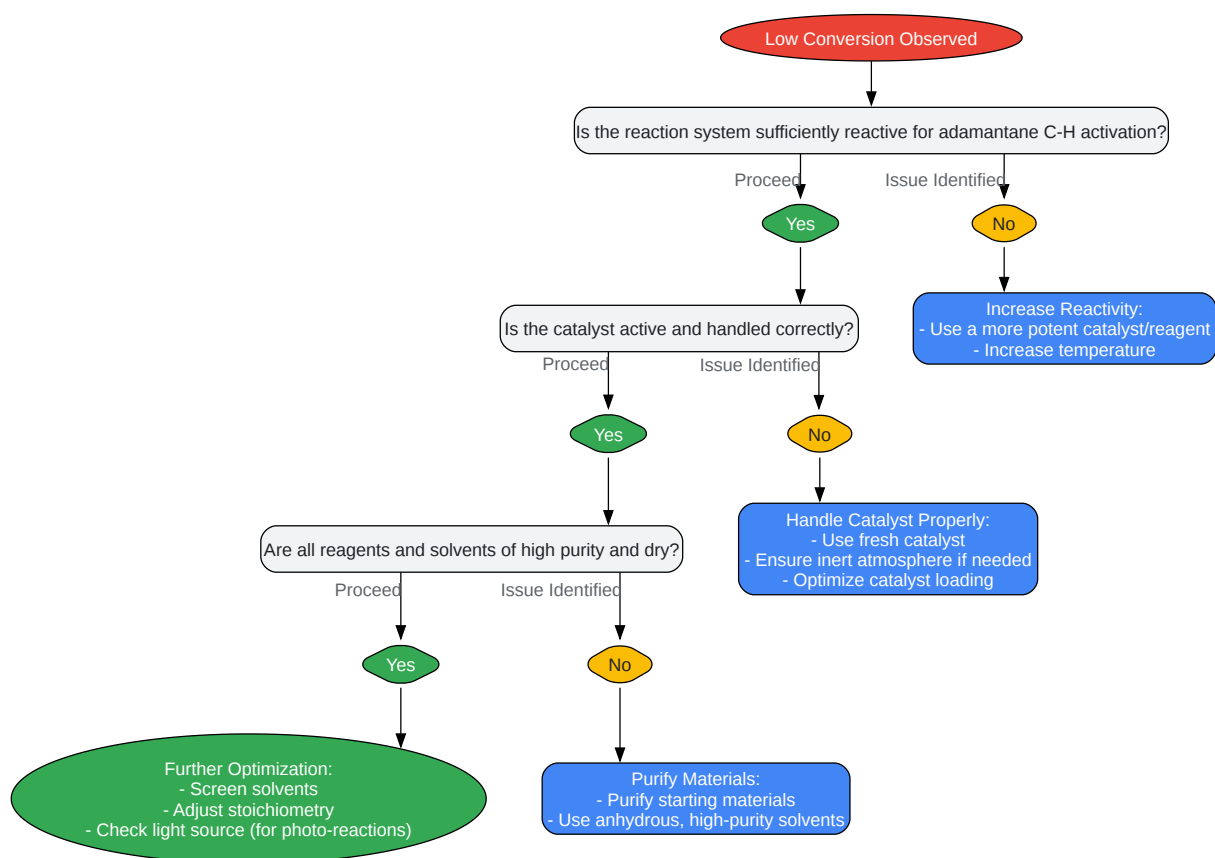 Low Conversion Observed
Is the reaction system sufficiently reactive for adamantane C-H activation?
Proceed
Issue Identified
Yes
No
Increase Reactivity:
- Use a more potent catalyst/reagent
- Increase temperature
Is the catalyst active and handled correctly?
Proceed
Issue Identified
Yes
No
Handle Catalyst Properly:
- Use fresh catalyst
- Ensure inert atmosphere if needed
- Optimize catalyst loading
Are all reagents and solvents of high purity and dry?
Proceed
Issue Identified
Yes
No
Further Optimization:
- Screen solvents
- Adjust stoichiometry
- Check light source (for photo-reactions)
Purify Materials:
- Purify starting materials
- Use anhydrous, high-purity solvents